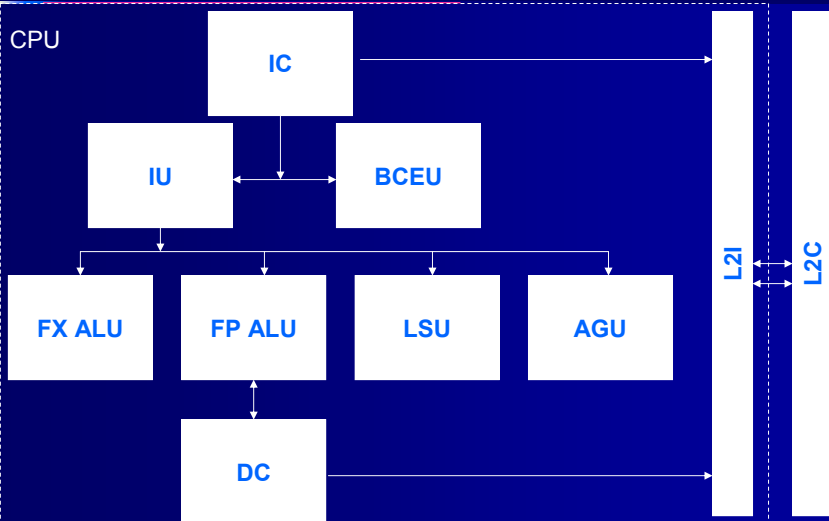 CPU
IC
IU
BCEU
FX ALU
FP ALU
LSU
AGU
DC
L2I
L2C